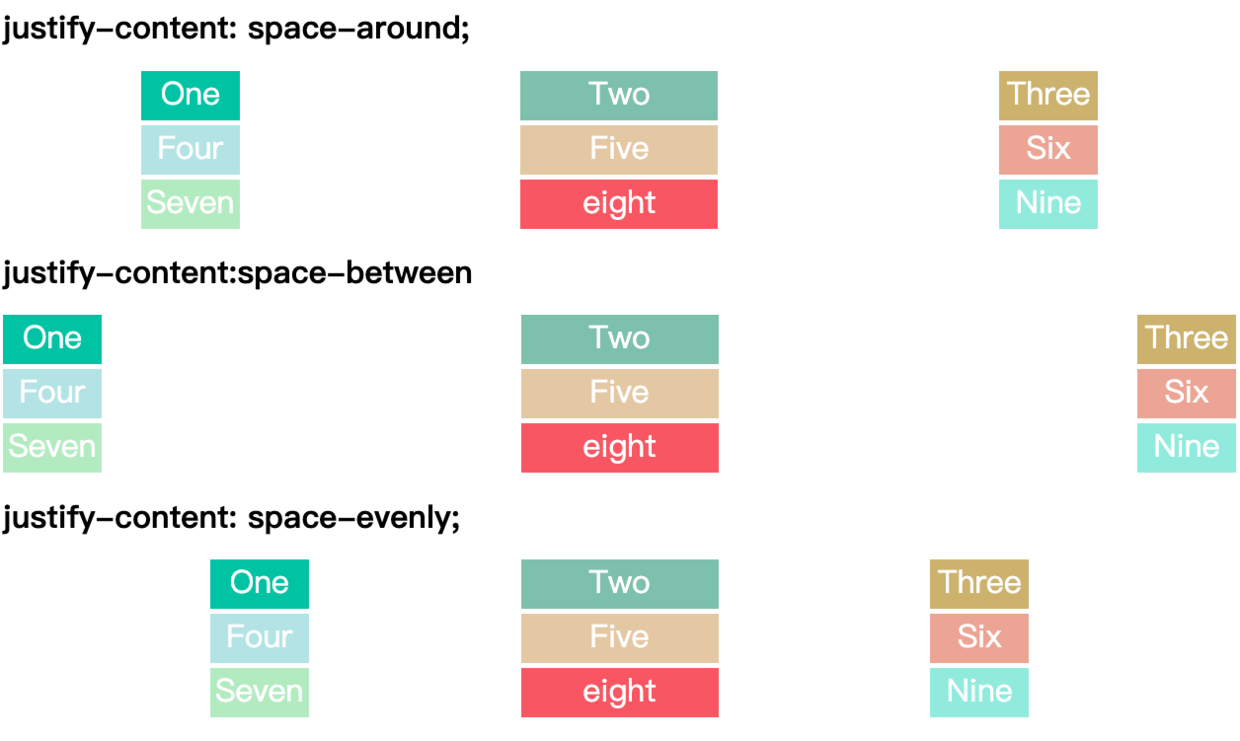 justify-content: space-around;
One Two Three
Four Five Six
Seven eight Nine
justify-content:space-between
One Two Three
Four Five Six
Seven eight Nine
justify-content: space-evenly;
One Two Three
Four Five Six
Seven eight Nine